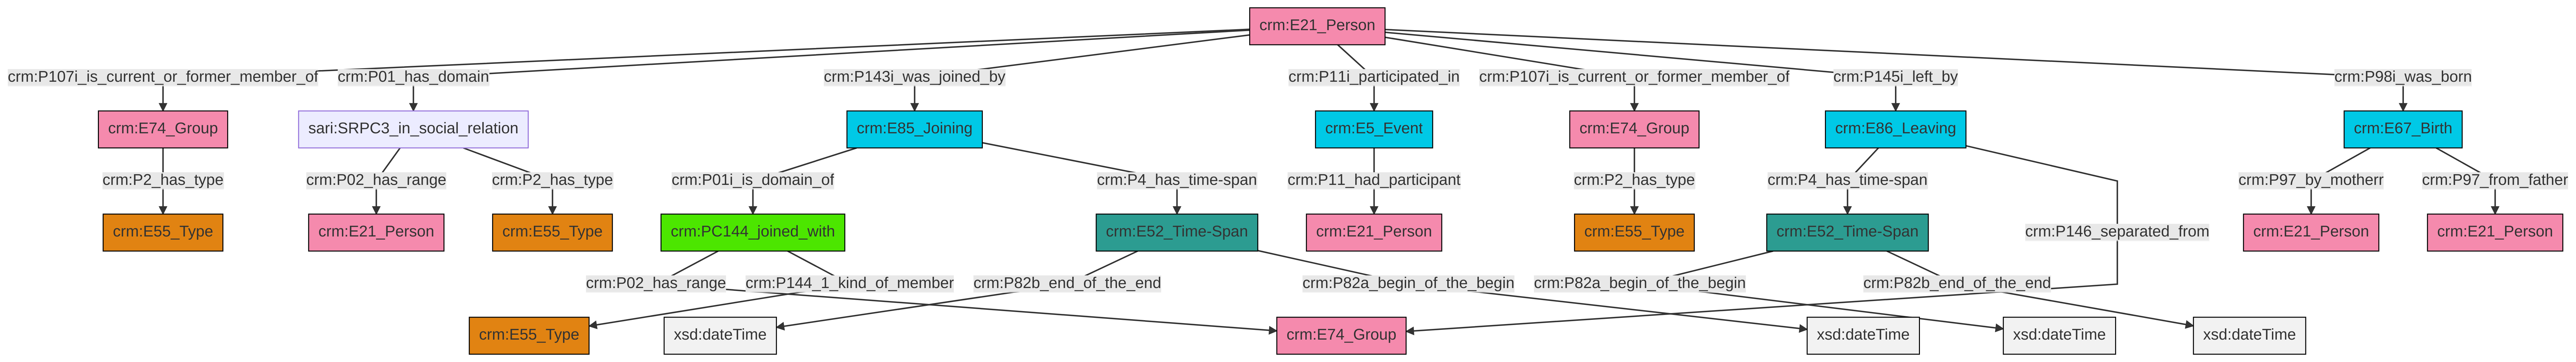 crm:E21_Person
crm:P107i_is_current_or_former_member_of
crm:P01_has_domain
crm:P143i_was_joined_by
crm:P11i_participated_in
crm:P107i_is_current_or_former_member_of
crm:P145i_left_by
crm:P98i_was_born
crm:E74_Group
sari:SRPC3_in_social_relation
crm:E85_Joining
crm:E5_Event
crm:E74_Group
crm:E86_Leaving
crm:E67_Birth
crm:P2_has_type
crm:P02_has_range
crm:P2_has_type
crm:P01i_is_domain_of
crm:P4_has_time-span
crm:P11_had_participant
crm:P2_has_type
crm:P4_has_time-span
crm:P97_by_motherr
crm:P97_from_father
crm:E55_Type
crm:E21_Person
crm:E55_Type
crm:PC144_joined_with
crm:E52_Time-Span
crm:E21_Person
crm:E55_Type
crm:E52_Time-Span
crm:P146_separated_from
crm:E21_Person
crm:E21_Person
crm:P02_has_range
crm:P144_1_kind_of_member
crm:P82b_end_of_the_end
crm:P82a_begin_of_the_begin
crm:P82a_begin_of_the_begin
crm:P82b_end_of_the_end
crm:E55_Type
xsd:dateTime
crm:E74_Group
xsd:dateTime
xsd:dateTime
xsd:dateTime